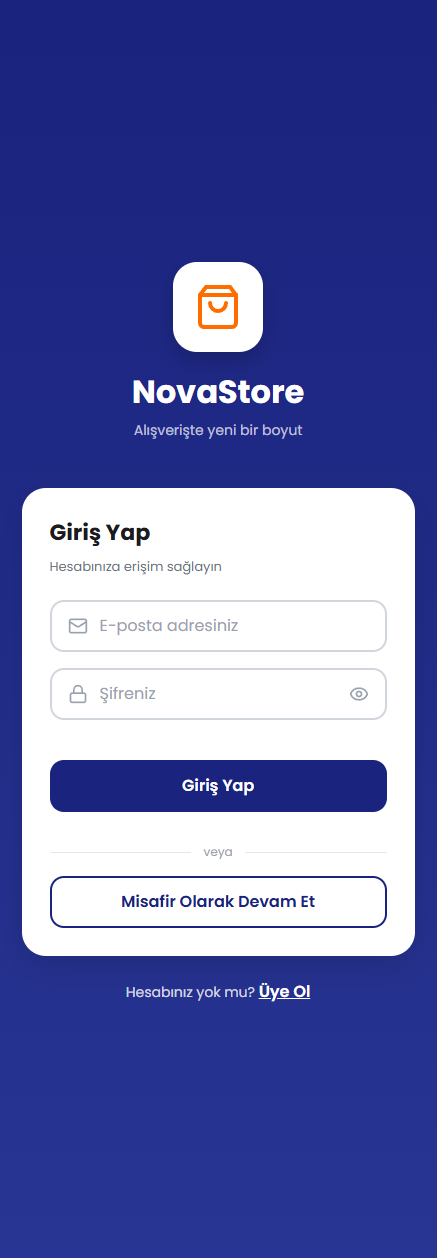 NovaStore
Alışverişte yeni bir boyut
Giriş Yap
Hesabınıza erişim sağlayın
E-posta adresiniz
Şifreniz
Giriş Yap
veya
Misafir Olarak Devam Et
Hesabınız yok mu? Üye Ol